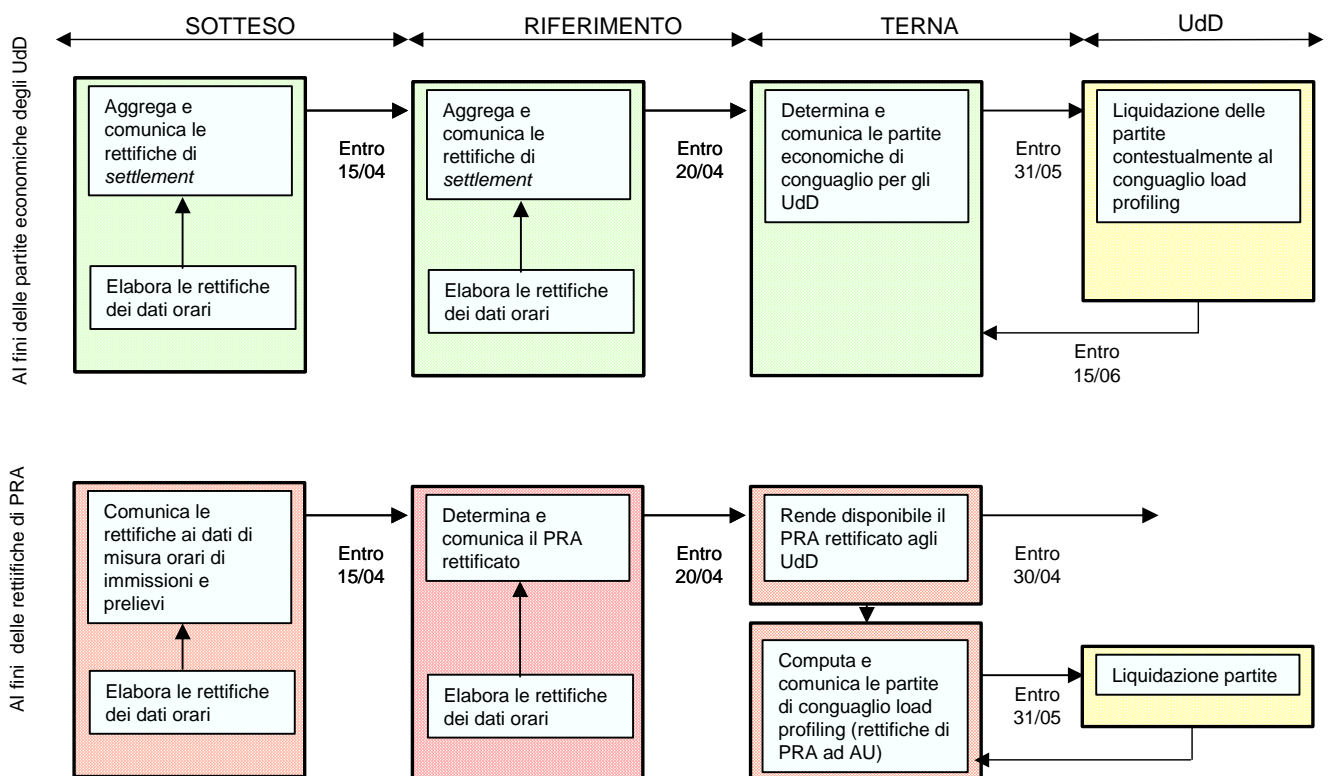 SOTTESO
RIFERIMENTO
TERNA
UdD
AI fini delle partite economiche degli UdD
Aggrega e
comunica le
rettifiche di
settlement
Elabora le rettifiche
dei dati orari
Entro
15/04
Aggrega e
comunica le
rettifiche di
settlement
Elabora le rettifiche
dei dati orari
Entro
20/04
Determina e
comunica le partite
economiche di
conguaglio per gli
UdD
Entro
31/05
Liquidazione delle
partite
contestualmente al
conguaglio load
profiling
Entro
15/06
AI fini  delle rettiifiche di PRA
Comunica le
rettifiche ai dati di
misura orari di
immissioni e
prelievi
Elabora le rettifiche
dei dati orari
Entro
15/04
Determina e
comunica il PRA
rettificato
Elabora le rettifiche
dei dati orari
Entro
20/04
Rende disponibile il
PRA rettificato agli
UdD
Entro
30/04
Computa e
comunica le partite
di conguaglio load
profiling (rettifiche di
PRA ad AU)
Entro
31/05
Liquidazione partite